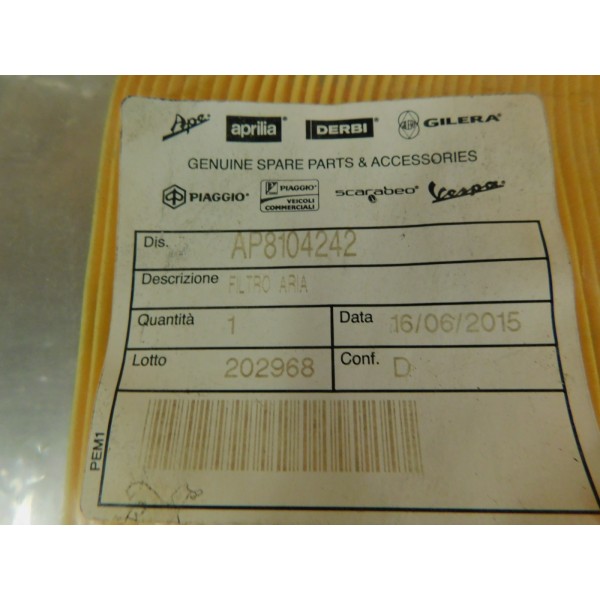 Ape aprilia DERBI GILERA GILERA
GENUINE SPARE PARTS & ACCESSORIES
PIAGGIO PIAGGIO VEICOLI COMMERCIALI scarabeo Vespa
Dis. AP8104242
Descrizione FILTRO ARIA
Quantità 1 Data 16/06/2015
Lotto 202968 Conf. D
PEM1